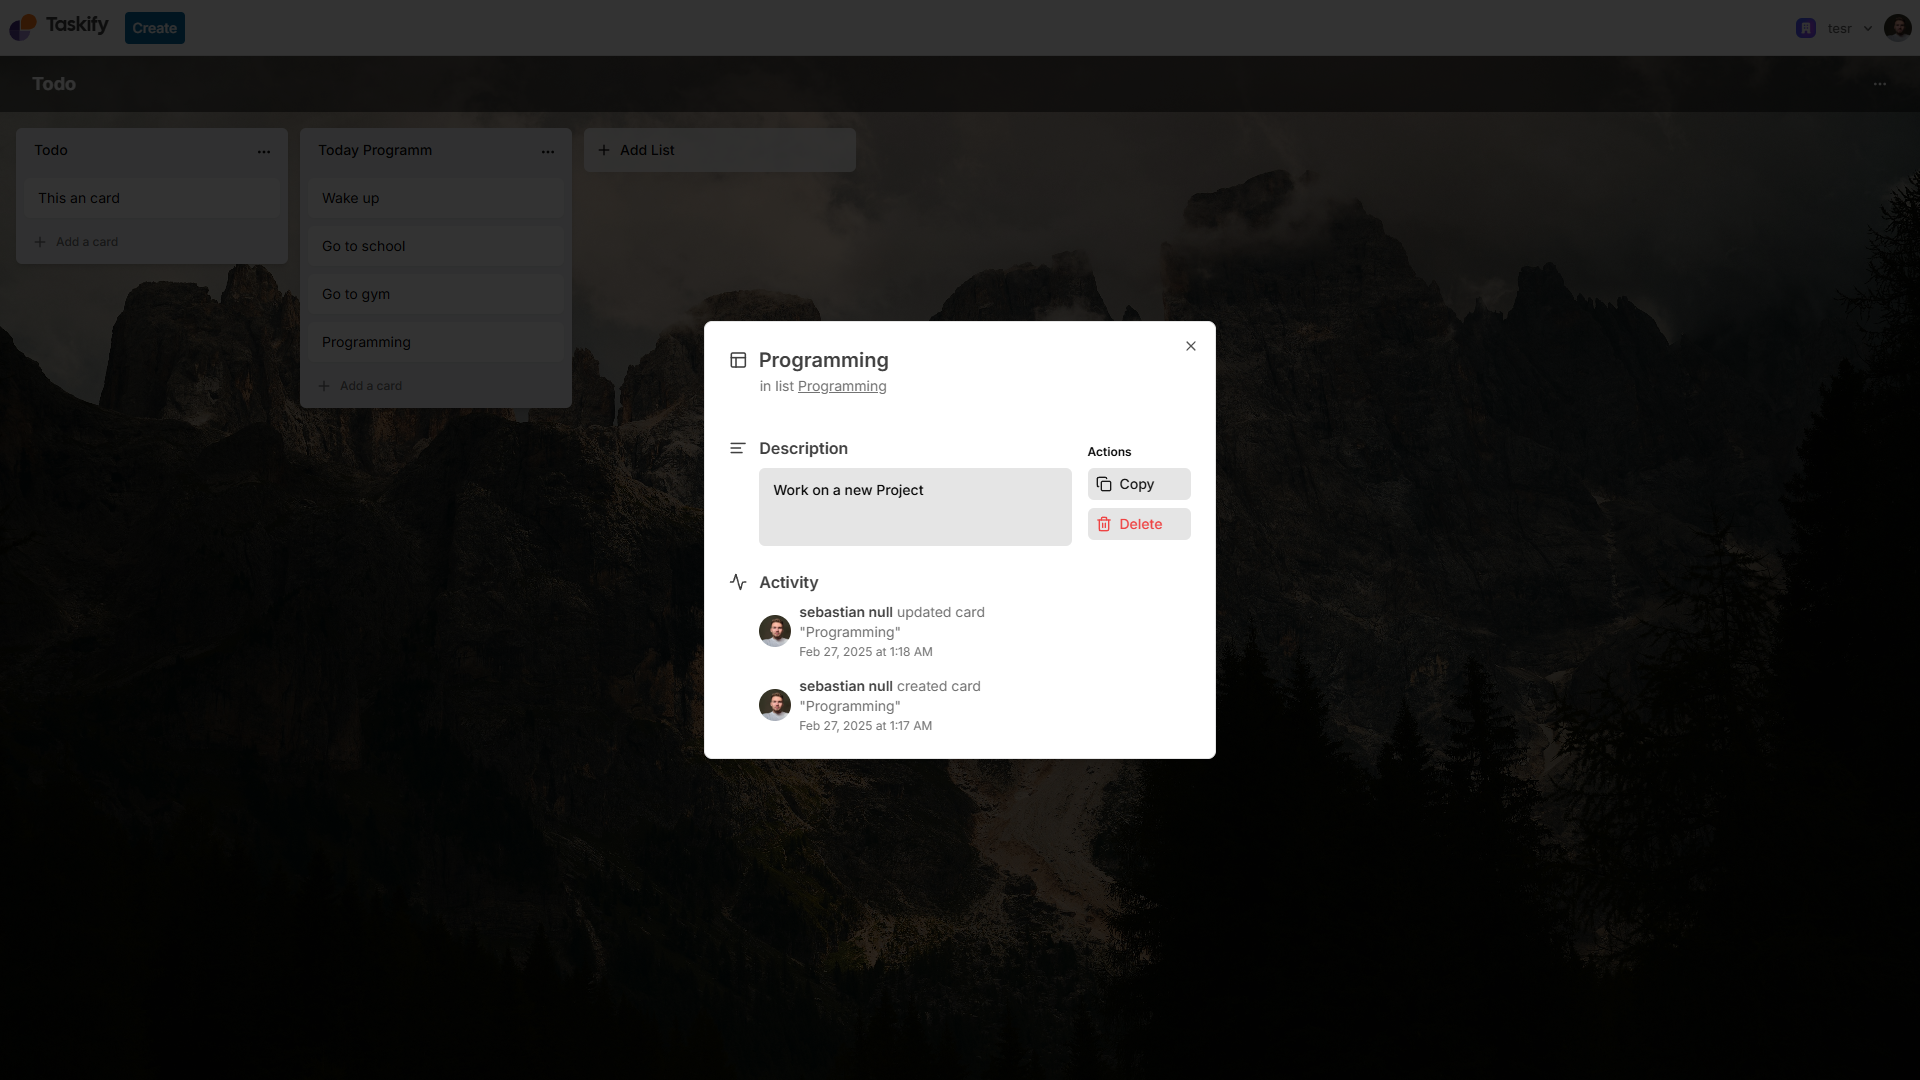 Taskify
Create
tesr
Todo
Todo
This an card
Add a card
Today Programm
Wake up
Go to school
Go to gym
Programming
Add a card
Add List
Programming
in list Programming
Description
Work on a new Project
Actions
Copy
Delete
Activity
sebastian null updated card
"Programming"
Feb 27, 2025 at 1:18 AM
sebastian null created card
"Programming"
Feb 27, 2025 at 1:17 AM